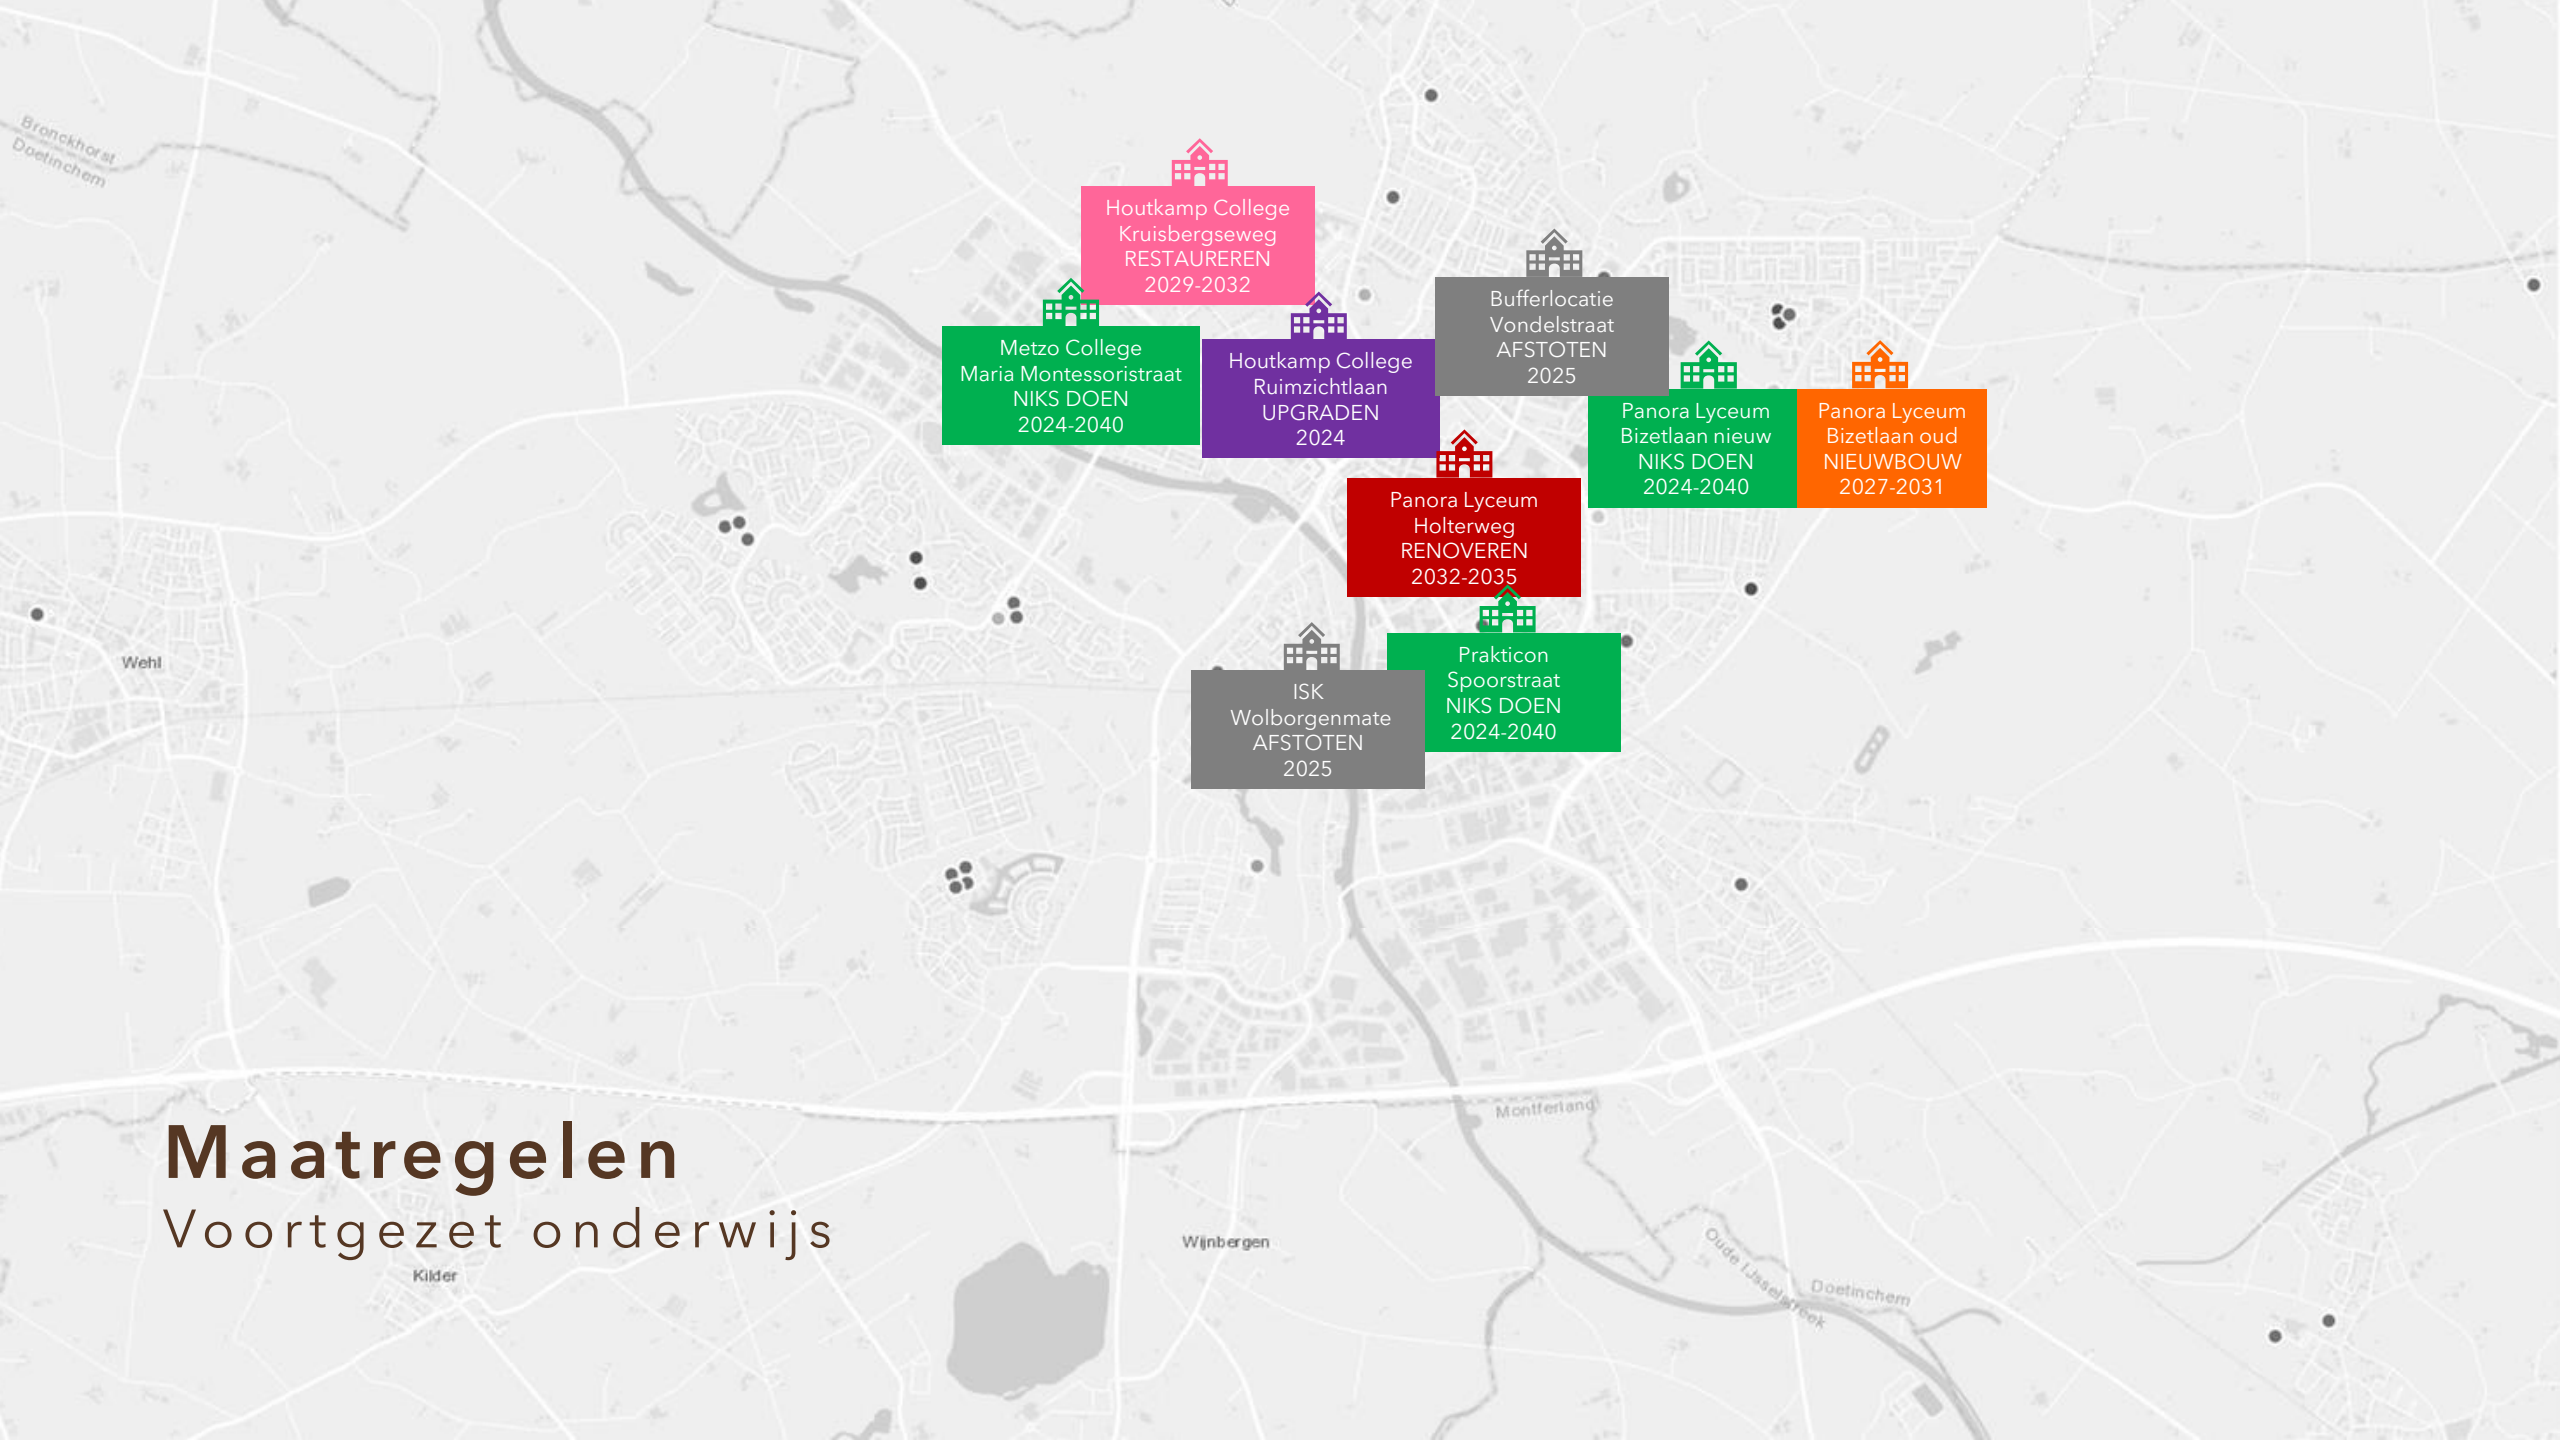 Bronckhorst
Doetinchem
Houtkamp College
Kruisbergseweg
RESTAUREREN
2029-2032
Metzo College
Maria Montessoristraat
NIKS DOEN
2024-2040
Houtkamp College
Ruimzichtlaan
UPGRADEN
2024
Bufferlocatie
Vondelstraat
AFSTOTEN
2025
Panora Lyceum
Bizetlaan nieuw
NIKS DOEN
2024-2040
Panora Lyceum
Bizetlaan oud
NIEUWBOUW
2027-2031
Panora Lyceum
Holterweg
RENOVEREN
2032-2035
Prakticon
Spoorstraat
NIKS DOEN
2024-2040
ISK
Wolborgenmate
AFSTOTEN
2025
Wehl
Montferland
Maatregelen
Voortgezet onderwijs
Kilder
Wijnbergen
Oude IJsselstreek
Doetinchem